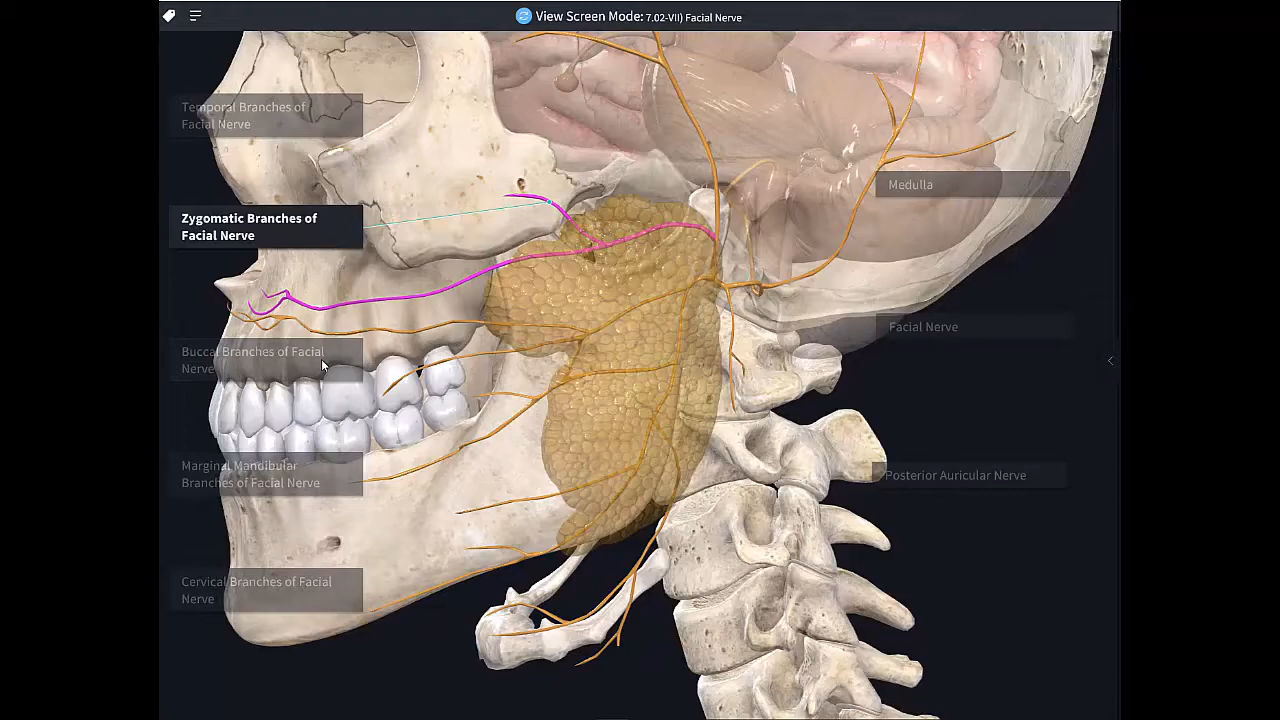 View Screen Mode: 7.02-VII) Facial Nerve
Temporal Branches of
Facial Nerve
Medulla
Zygomatic Branches of
Facial Nerve
Facial Nerve
Buccal Branches of Facial
Nerve
Marginal Mandibular
Branches of Facial Nerve
Posterior Auricular Nerve
Cervical Branches of Facial
Nerve